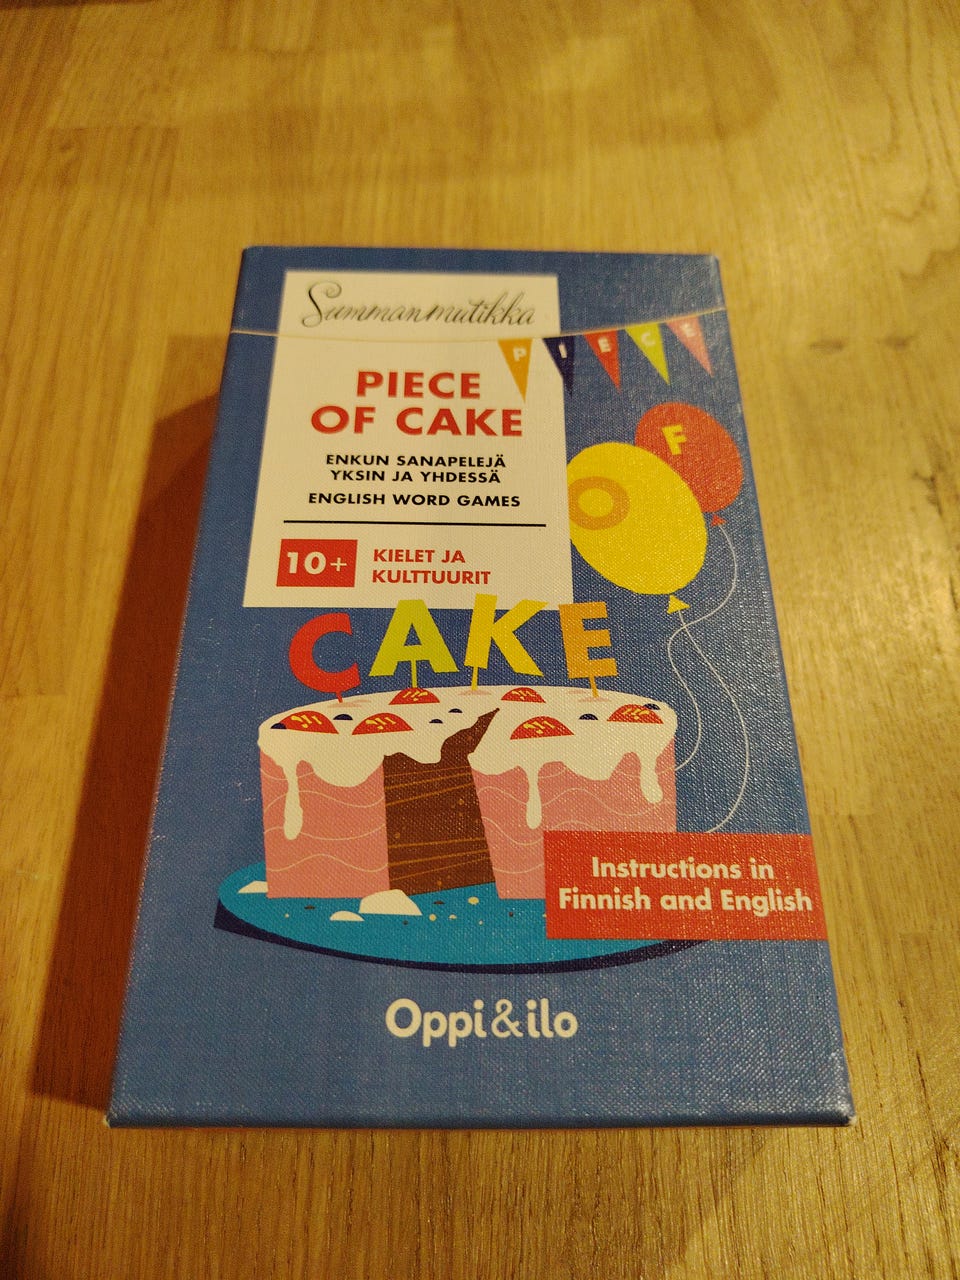 Summanmutikka
PIECE
PIECE
OF CAKE
ENKUN SANAPELEJÄ
YKSIN JA YHDESSÄ
ENGLISH WORD GAMES
10+
KIELET JA
KULTTUURIT
OF
CAKE
Instructions in
Finnish and English
Oppi&ilo